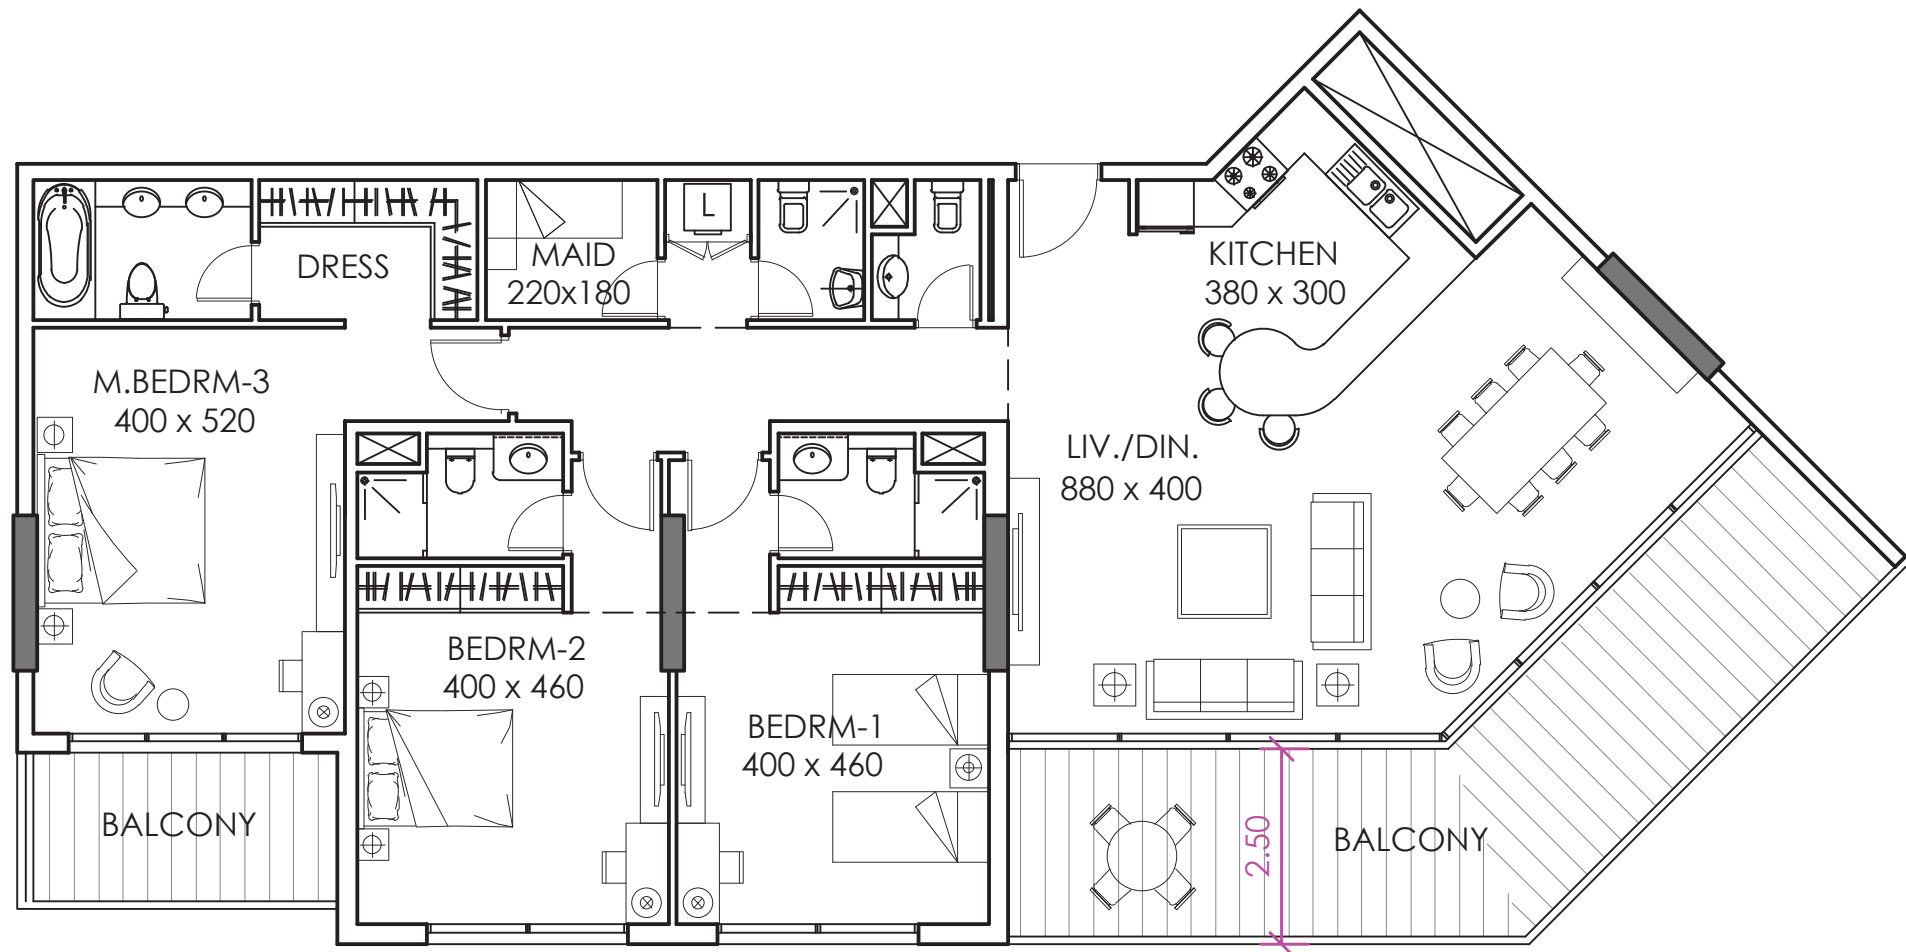 L
DRESS
MAID
220x180
KITCHEN
380 x 300
M.BEDRM-3
400 x 520
LIV./DIN.
880 x 400
BEDRM-2
400 x 460
BEDRM-1
400 x 460
BALCONY
2.50
BALCONY